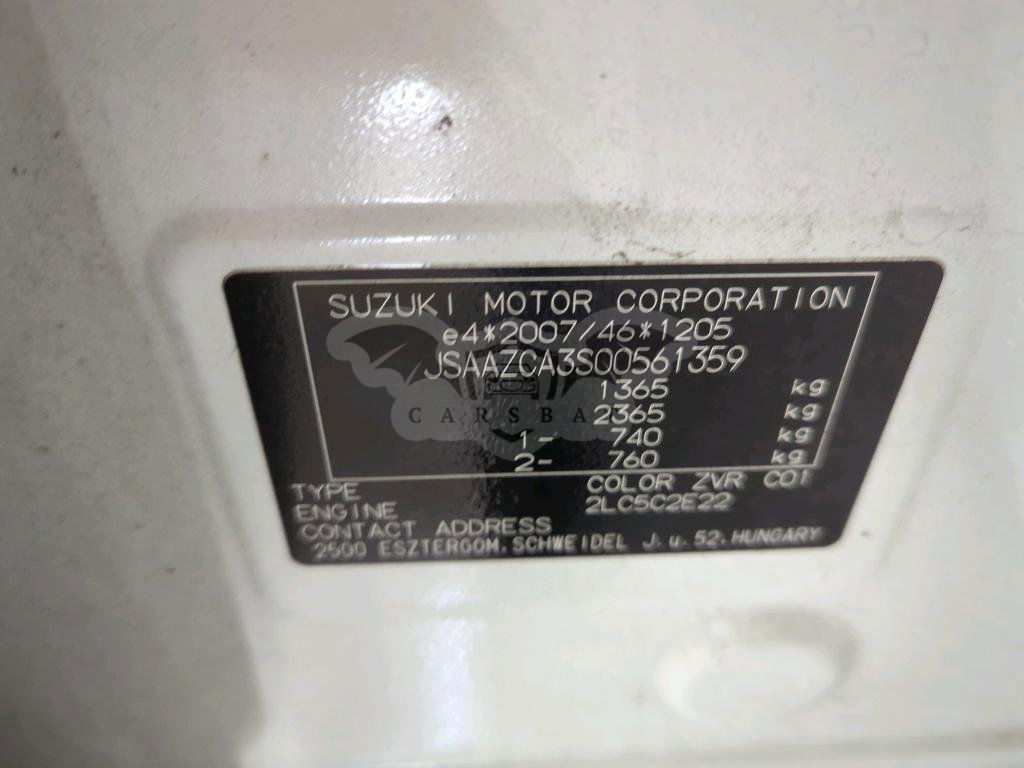 SUZUKI MOTOR CORPORATION
e4*2007/46*1205
JSAAZCA3S00561359
1365 kg
CARSBA
2365 kg
1- 740 kg
2- 760 kg
TYPE COLOR ZVR C01
ENGINE 2LC5C2E22
CONTACT ADDRESS
2500 ESZTERGOM, SCHWEIDEL J. u. 52. HUNGARY